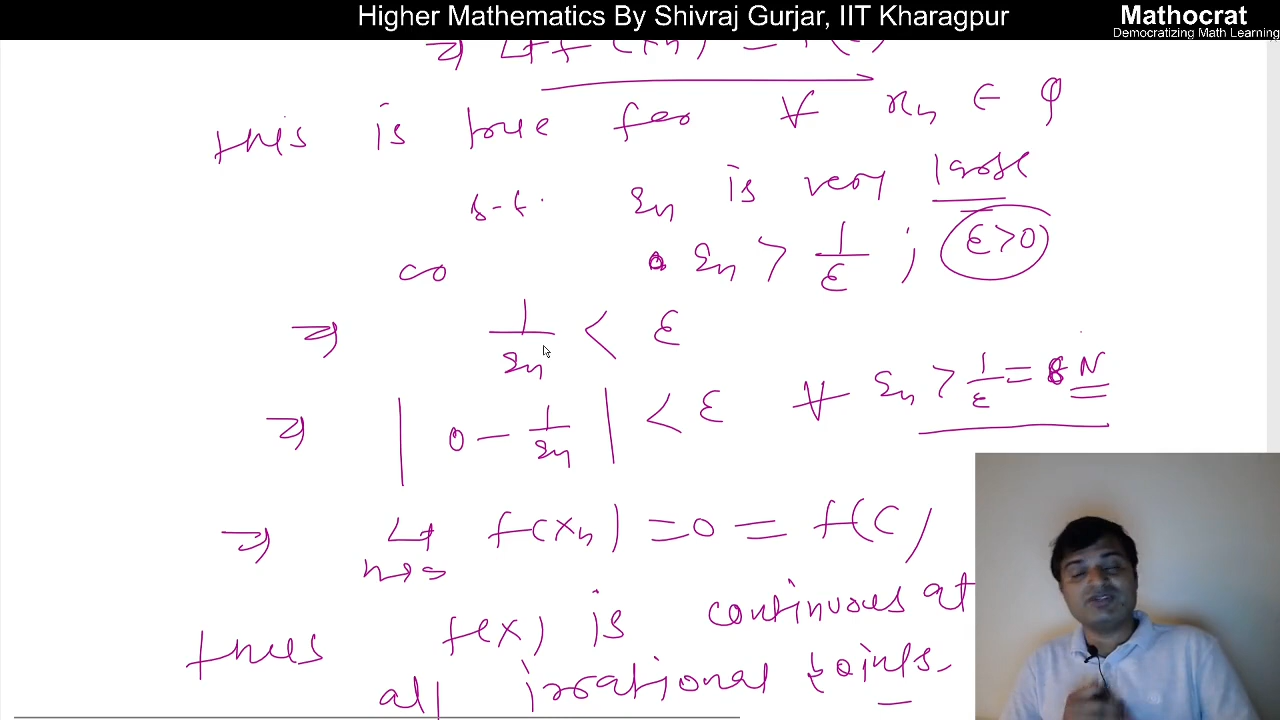 Higher Mathematics By Shivraj Gurjar, IIT Kharagpur
Mathocrat
Democratizing Math Learning
this is true for ∀ xₙ ∈ Q
s.t. qₙ is very large
qₙ > 1/ε ; ε>0
⇒ 1/qₙ < ε
⇒ | 0 − 1/qₙ | < ε ∀ qₙ > 1/ε = N
⇒ Lt n→∞ f(xₙ) = 0 = f(c)
thus f(x) is continuous at
all irrational points.